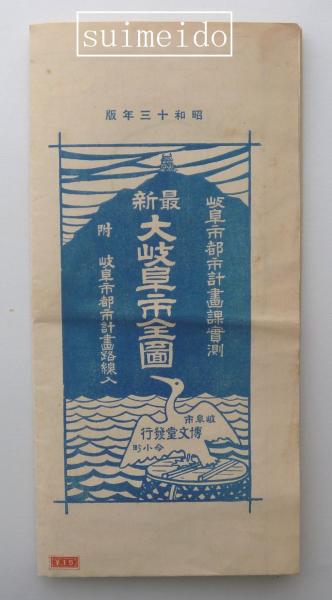 suimeido
版年三十和昭
岐阜市都市計畫課實測
新最
大岐阜市全圖
附 岐阜市都市計畫路線入
市阜岐
行發堂文博
町小今
¥.15